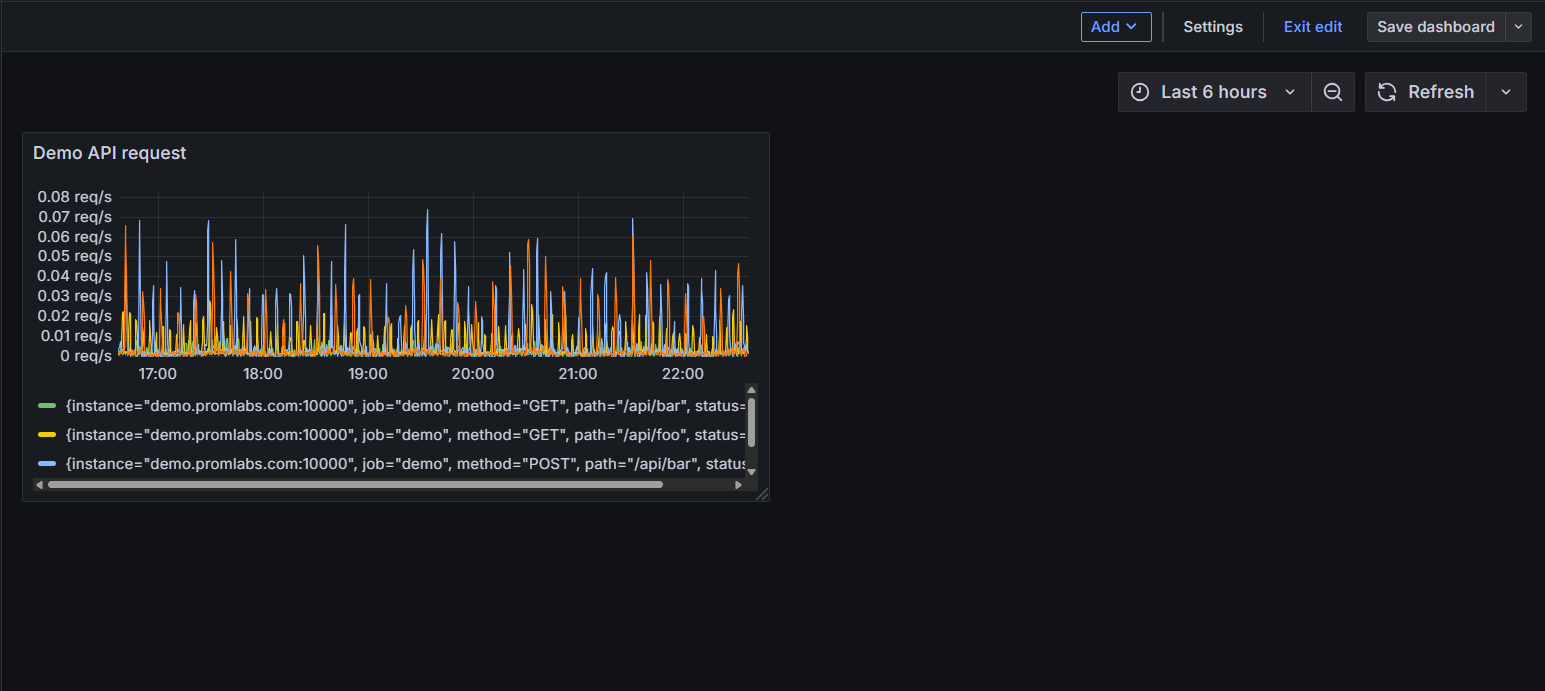 Add Settings Exit edit Save dashboard
Last 6 hours Refresh
Demo API request
0.08 req/s
0.07 req/s
0.06 req/s
0.05 req/s
0.04 req/s
0.03 req/s
0.02 req/s
0.01 req/s
0 req/s
17:00 18:00 19:00 20:00 21:00 22:00
{instance="demo.promlabs.com:10000", job="demo", method="GET", path="/api/bar", status=
{instance="demo.promlabs.com:10000", job="demo", method="GET", path="/api/foo", status=
{instance="demo.promlabs.com:10000", job="demo", method="POST", path="/api/bar", status